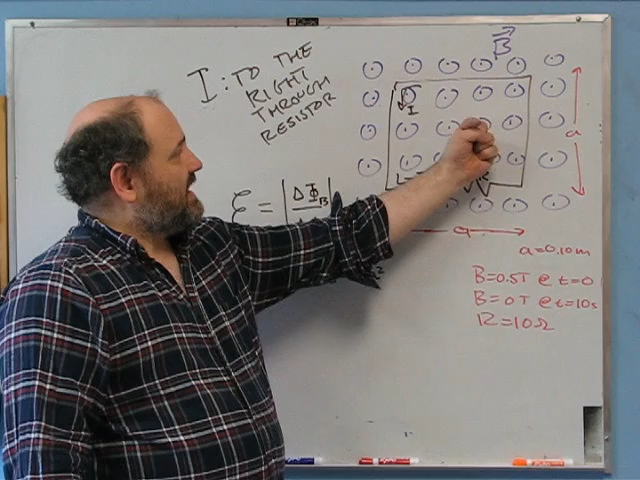 I: TO THE
RIGHT
THROUGH
RESISTOR
B
I
a
ℰ = |ΔΦB|
a
a=0.10m
B=0.5T @ t=0
B=0T @ t=10s
R=10Ω